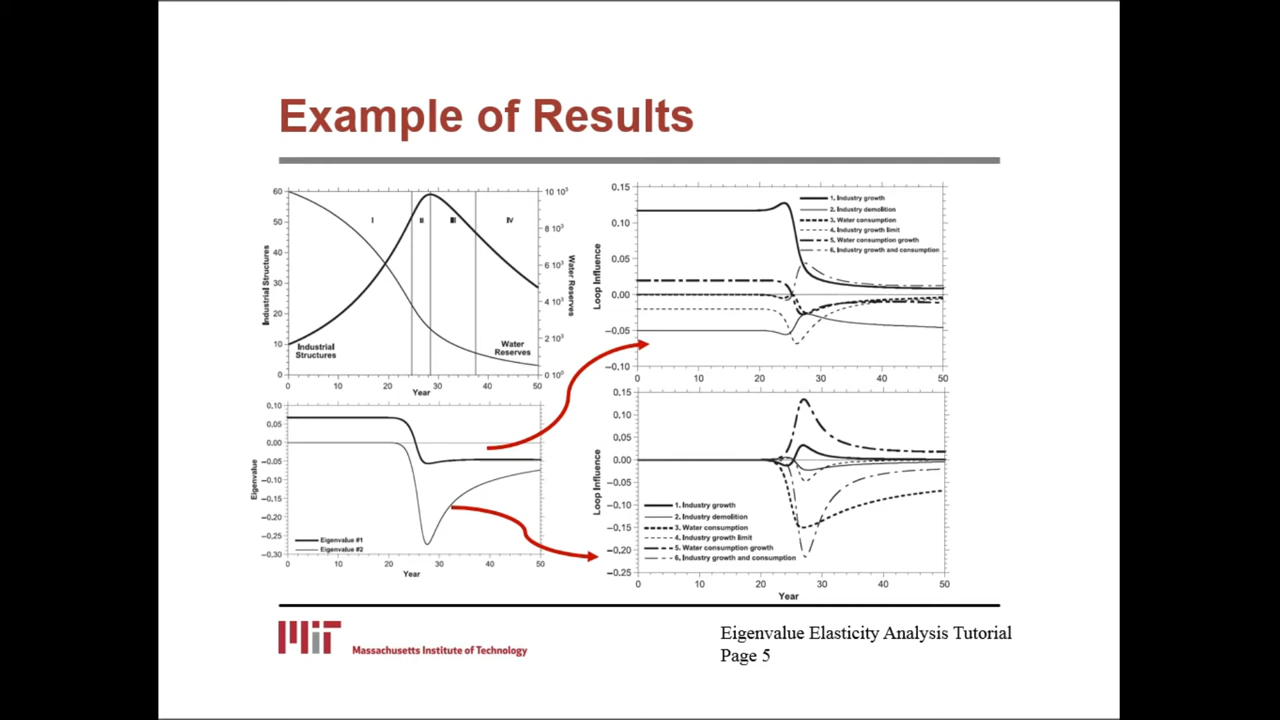 Example of Results
60
50
40
30
20
10
0
Industrial Structures
I
II
III
IV
Industrial
Structures
Water
Reserves
10 10³
8 10³
6 10³
4 10³
2 10³
0 10⁰
Water Reserves
0
10
20
30
40
50
Year
0.10
0.05
0.00
−0.05
−0.10
−0.15
−0.20
−0.25
−0.30
Eigenvalue
Eigenvalue #1
Eigenvalue #2
0
10
20
30
40
50
Year
0.15
0.10
0.05
0.00
−0.05
−0.10
Loop Influence
1. Industry growth
2. Industry demolition
3. Water consumption
4. Industry growth limit
5. Water consumption growth
6. Industry growth and consumption
0
10
20
30
40
50
0.15
0.10
0.05
0.00
−0.05
−0.10
−0.15
−0.20
−0.25
Loop Influence
1. Industry growth
2. Industry demolition
3. Water consumption
4. Industry growth limit
5. Water consumption growth
6. Industry growth and consumption
0
10
20
30
40
50
Year
MIT
Massachusetts Institute of Technology
Eigenvalue Elasticity Analysis Tutorial
Page 5